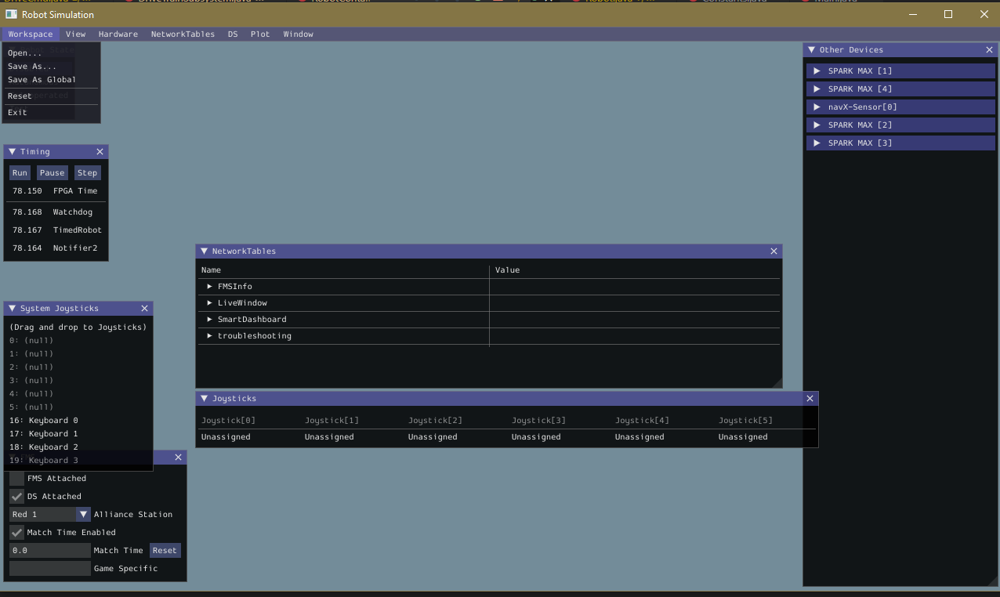 Robot Simulation
Workspace View Hardware NetworkTables DS Plot Window
Open...
Save As...
Save As Global
Reset
Exit
Timing
Run Pause Step
78.150 FPGA Time
78.168 Watchdog
78.167 TimedRobot
78.164 Notifier2
System Joysticks
(Drag and drop to Joysticks)
0: (null)
1: (null)
2: (null)
3: (null)
4: (null)
5: (null)
16: Keyboard 0
17: Keyboard 1
18: Keyboard 2
19: Keyboard 3
FMS Attached
DS Attached
Red 1 Alliance Station
Match Time Enabled
0.0 Match Time Reset
Game Specific
NetworkTables
Name Value
FMSInfo
LiveWindow
SmartDashboard
troubleshooting
Joysticks
Joystick[0] Joystick[1] Joystick[2] Joystick[3] Joystick[4] Joystick[5]
Unassigned Unassigned Unassigned Unassigned Unassigned Unassigned
Other Devices
SPARK MAX [1]
SPARK MAX [4]
navX-Sensor[0]
SPARK MAX [2]
SPARK MAX [3]